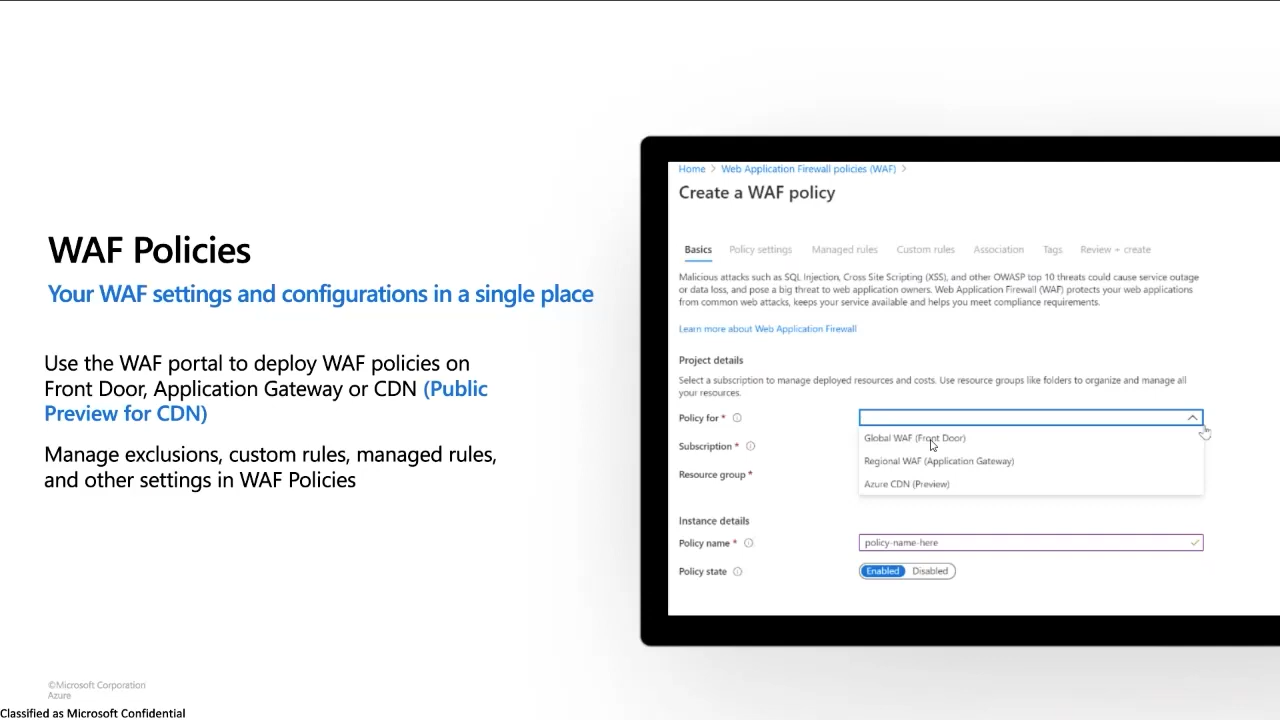 WAF Policies
Your WAF settings and configurations in a single place
Use the WAF portal to deploy WAF policies on
Front Door, Application Gateway or CDN (Public
Preview for CDN)
Manage exclusions, custom rules, managed rules,
and other settings in WAF Policies
Home > Web Application Firewall policies (WAF) >
Create a WAF policy
Basics Policy settings Managed rules Custom rules Association Tags Review + create
Malicious attacks such as SQL Injection, Cross Site Scripting (XSS), and other OWASP top 10 threats could cause service outage
or data loss, and pose a big threat to web application owners. Web Application Firewall (WAF) protects your web applications
from common web attacks, keeps your service available and helps you meet compliance requirements.
Learn more about Web Application Firewall
Project details
Select a subscription to manage deployed resources and costs. Use resource groups like folders to organize and manage all
your resources.
Policy for *
Global WAF (Front Door)
Subscription *
Regional WAF (Application Gateway)
Resource group *
Azure CDN (Preview)
Instance details
Policy name * policy-name-here
Policy state Enabled Disabled
©Microsoft Corporation
Azure
Classified as Microsoft Confidential